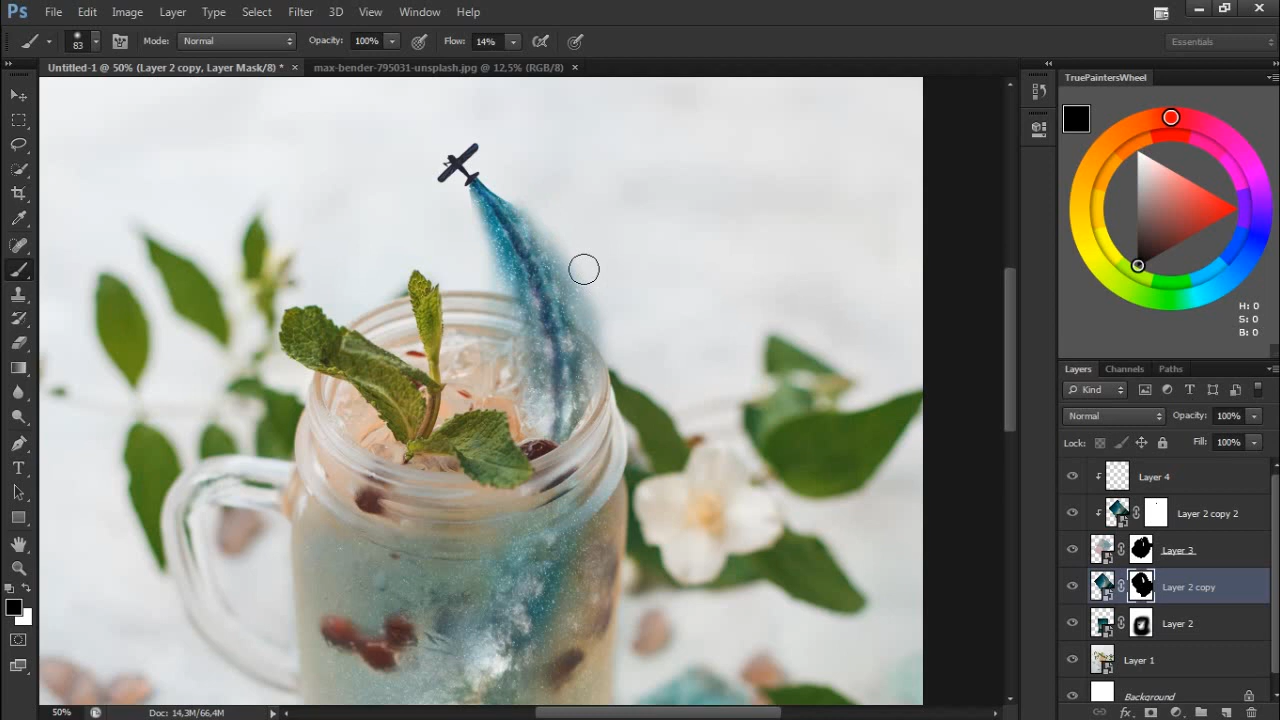 Ps File Edit Image Layer Type Select Filter 3D View Window Help
83 Mode: Normal Opacity: 100% Flow: 14% Essentials
Untitled-1 @ 50% (Layer 2 copy, Layer Mask/8) * × max-bender-795031-unsplash.jpg @ 12,5% (RGB/8) ×
TruePaintersWheel
H: 0
S: 0
B: 0
Layers Channels Paths
Kind
Normal Opacity: 100%
Lock: Fill: 100%
Layer 4
Layer 2 copy 2
Layer 3
Layer 2 copy
Layer 2
Layer 1
Background
50% Doc: 14,3M/66,4M